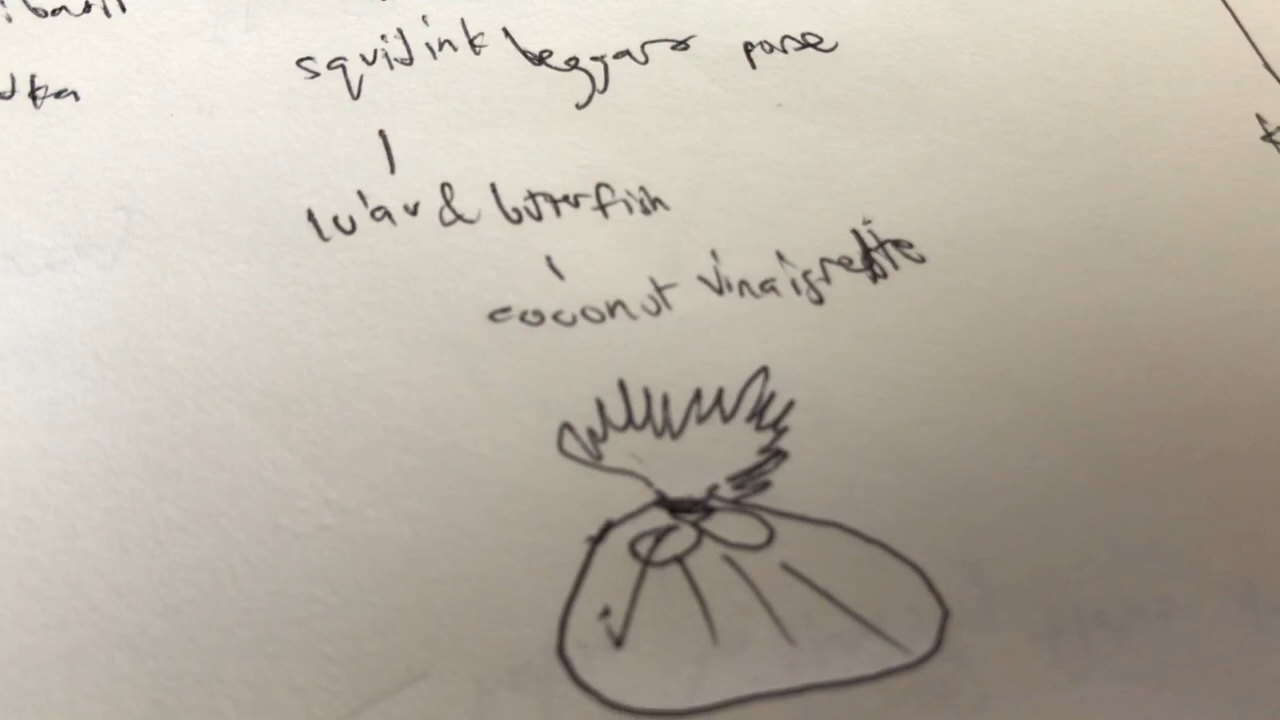 squid ink beggars purse
lu'au & butterfish
coconut vinaigrette